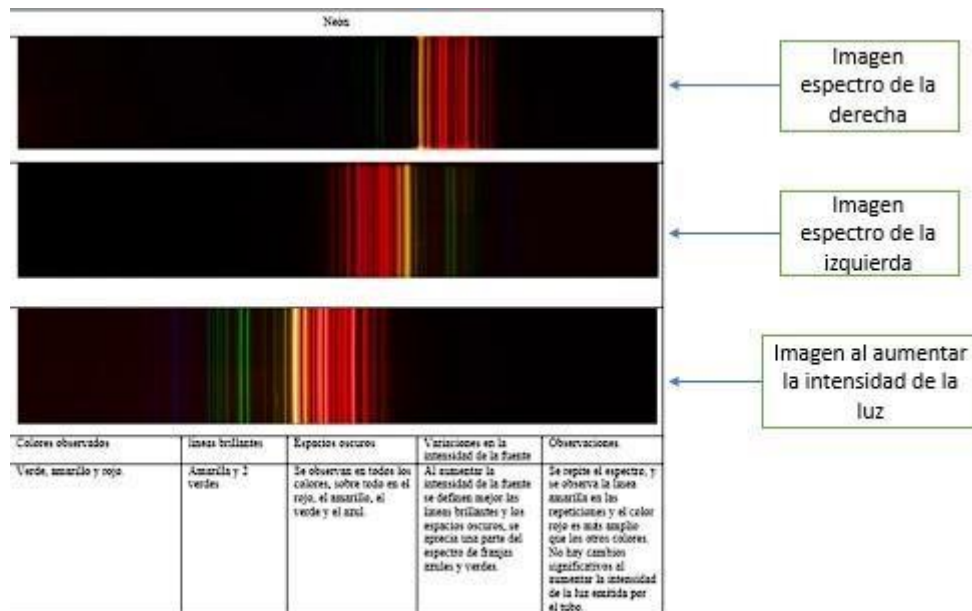 Neón
Imagen
espectro de la
derecha
Imagen
espectro de la
izquierda
Imagen al aumentar
la intensidad de la
luz
Colores observados
líneas brillantes
Espacios oscuros
Variaciones en la
intensidad de la fuente
Observaciones
Verde, amarillo y rojo.
Amarilla y 2
verdes
Se observan en todos los
colores, sobre todo en el
rojo, el amarillo, el
verde y el azul.
Al aumentar la
intensidad de la fuente
se definen mejor las
líneas brillantes y los
espacios oscuros, se
aprecia una parte del
espectro de franjas
azules y verdes.
Se repite el espectro, y
se observa la línea
amarilla en las
repeticiones y el color
rojo es más amplio
que los otros colores.
No hay cambios
significativos al
aumentar la intensidad
de la luz emitida por
el tubo.